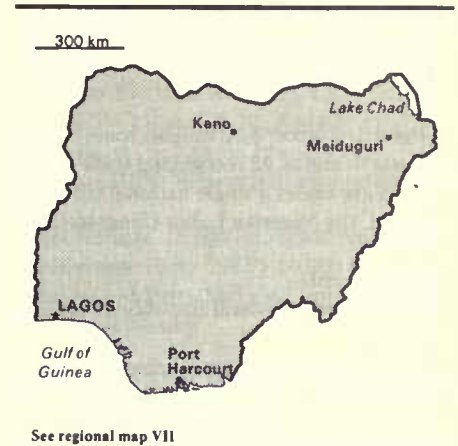 300 km
Lake Chad
Kano
Maiduguri
LAGOS
Gulf of
Guinea
Port
Harcourt
See regional map VII